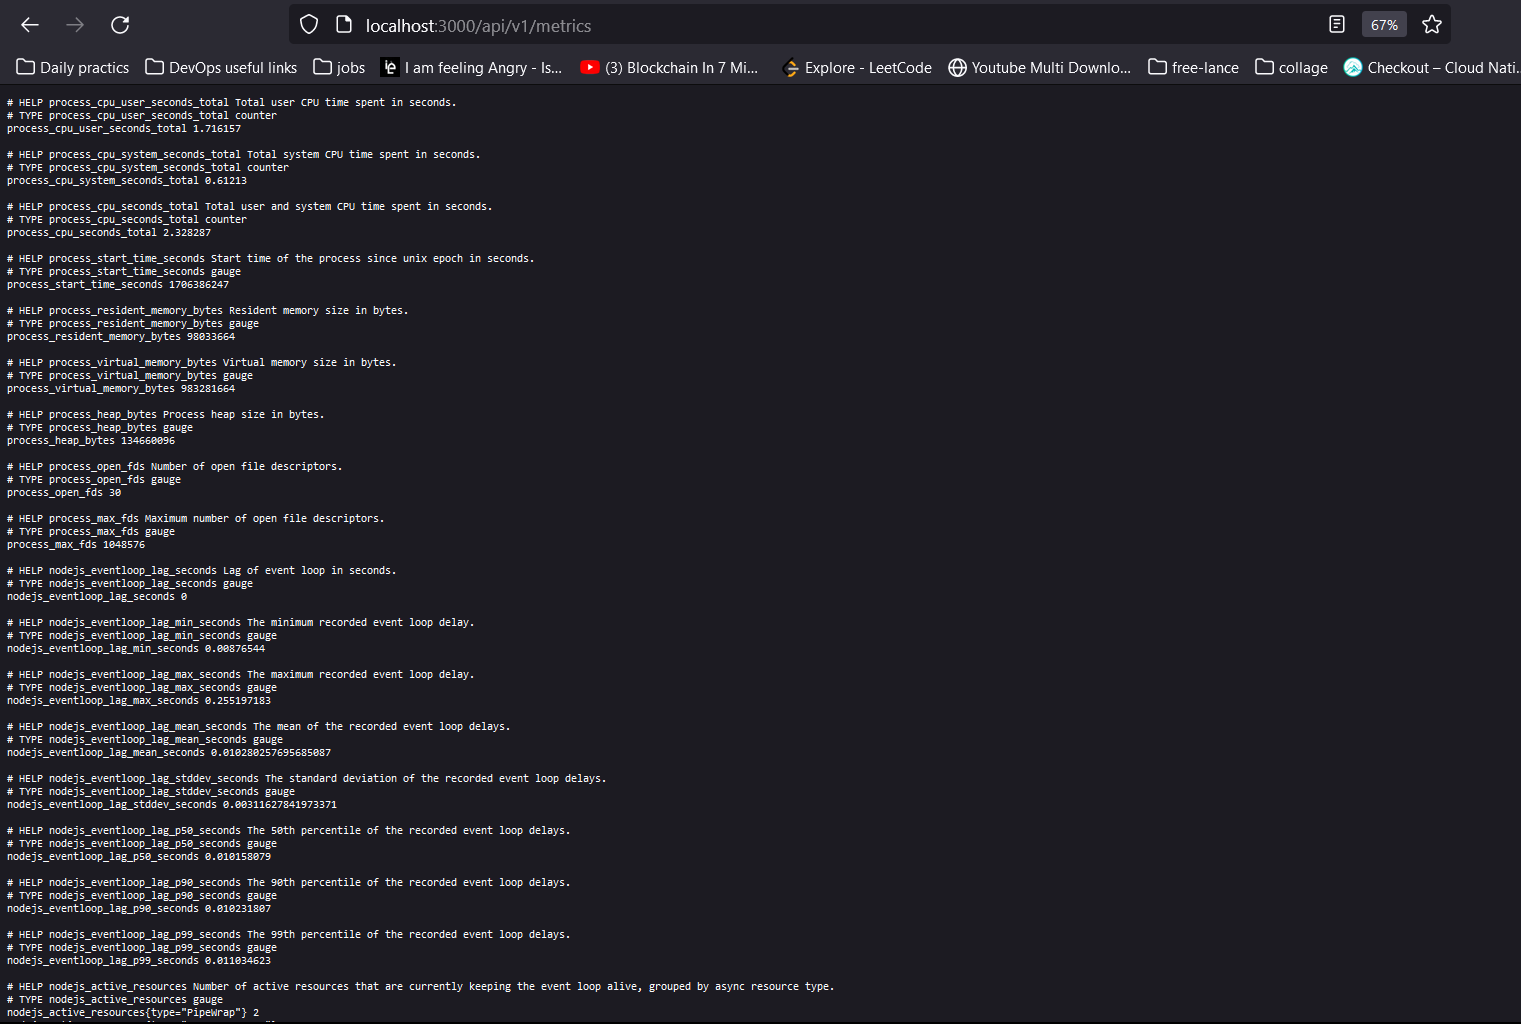 localhost:3000/api/v1/metrics
67%
Daily practics
DevOps useful links
jobs
ie
I am feeling Angry - Is...
(3) Blockchain In 7 Mi...
Explore - LeetCode
Youtube Multi Downlo...
free-lance
collage
Checkout – Cloud Nati...
# HELP process_cpu_user_seconds_total Total user CPU time spent in seconds.
# TYPE process_cpu_user_seconds_total counter
process_cpu_user_seconds_total 1.716157
# HELP process_cpu_system_seconds_total Total system CPU time spent in seconds.
# TYPE process_cpu_system_seconds_total counter
process_cpu_system_seconds_total 0.61213
# HELP process_cpu_seconds_total Total user and system CPU time spent in seconds.
# TYPE process_cpu_seconds_total counter
process_cpu_seconds_total 2.328287
# HELP process_start_time_seconds Start time of the process since unix epoch in seconds.
# TYPE process_start_time_seconds gauge
process_start_time_seconds 1706386247
# HELP process_resident_memory_bytes Resident memory size in bytes.
# TYPE process_resident_memory_bytes gauge
process_resident_memory_bytes 98033664
# HELP process_virtual_memory_bytes Virtual memory size in bytes.
# TYPE process_virtual_memory_bytes gauge
process_virtual_memory_bytes 983281664
# HELP process_heap_bytes Process heap size in bytes.
# TYPE process_heap_bytes gauge
process_heap_bytes 134660096
# HELP process_open_fds Number of open file descriptors.
# TYPE process_open_fds gauge
process_open_fds 30
# HELP process_max_fds Maximum number of open file descriptors.
# TYPE process_max_fds gauge
process_max_fds 1048576
# HELP nodejs_eventloop_lag_seconds Lag of event loop in seconds.
# TYPE nodejs_eventloop_lag_seconds gauge
nodejs_eventloop_lag_seconds 0
# HELP nodejs_eventloop_lag_min_seconds The minimum recorded event loop delay.
# TYPE nodejs_eventloop_lag_min_seconds gauge
nodejs_eventloop_lag_min_seconds 0.00876544
# HELP nodejs_eventloop_lag_max_seconds The maximum recorded event loop delay.
# TYPE nodejs_eventloop_lag_max_seconds gauge
nodejs_eventloop_lag_max_seconds 0.255197183
# HELP nodejs_eventloop_lag_mean_seconds The mean of the recorded event loop delays.
# TYPE nodejs_eventloop_lag_mean_seconds gauge
nodejs_eventloop_lag_mean_seconds 0.010280257695685087
# HELP nodejs_eventloop_lag_stddev_seconds The standard deviation of the recorded event loop delays.
# TYPE nodejs_eventloop_lag_stddev_seconds gauge
nodejs_eventloop_lag_stddev_seconds 0.00311627841973371
# HELP nodejs_eventloop_lag_p50_seconds The 50th percentile of the recorded event loop delays.
# TYPE nodejs_eventloop_lag_p50_seconds gauge
nodejs_eventloop_lag_p50_seconds 0.010158079
# HELP nodejs_eventloop_lag_p90_seconds The 90th percentile of the recorded event loop delays.
# TYPE nodejs_eventloop_lag_p90_seconds gauge
nodejs_eventloop_lag_p90_seconds 0.010231807
# HELP nodejs_eventloop_lag_p99_seconds The 99th percentile of the recorded event loop delays.
# TYPE nodejs_eventloop_lag_p99_seconds gauge
nodejs_eventloop_lag_p99_seconds 0.011034623
# HELP nodejs_active_resources Number of active resources that are currently keeping the event loop alive, grouped by async resource type.
# TYPE nodejs_active_resources gauge
nodejs_active_resources{type="PipeWrap"} 2